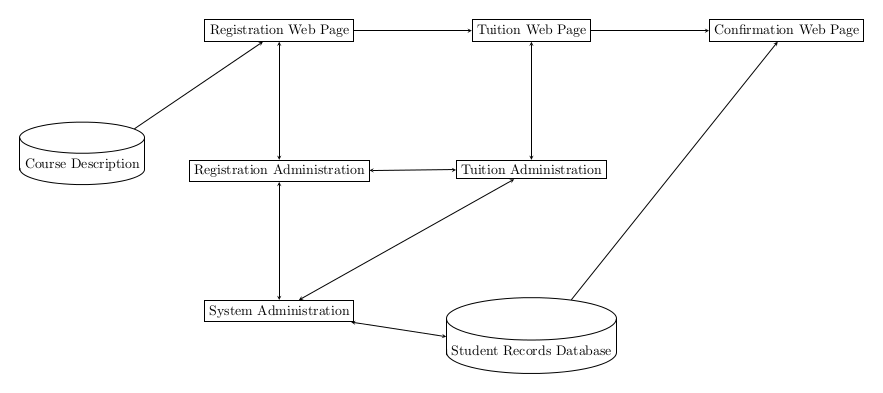 Registration Web Page
Tuition Web Page
Confirmation Web Page
Course Description
Registration Administration
Tuition Administration
System Administration
Student Records Database